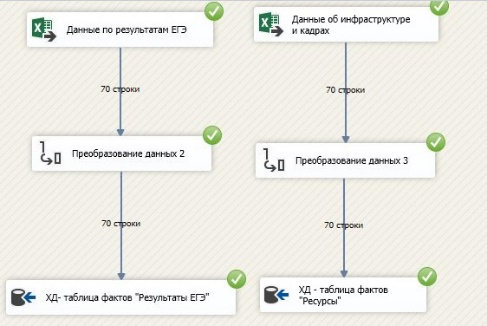 Данные по результатам ЕГЭ
Данные об инфраструктуре
и кадрах
70 строки
70 строки
Преобразование данных 2
Преобразование данных 3
70 строки
70 строки
ХД- таблица фактов "Результаты ЕГЭ"
ХД - таблица фактов
"Ресурсы"